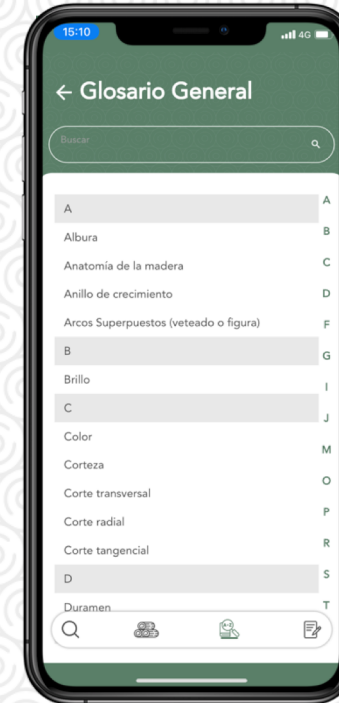 15:10
4G
← Glosario General
Buscar
A
Albura
Anatomía de la madera
Anillo de crecimiento
Arcos Superpuestos (veteado o figura)
B
Brillo
C
Color
Corteza
Corte transversal
Corte radial
Corte tangencial
D
Duramen
A
B
C
D
F
G
I
J
M
O
P
R
S
T
A-Z